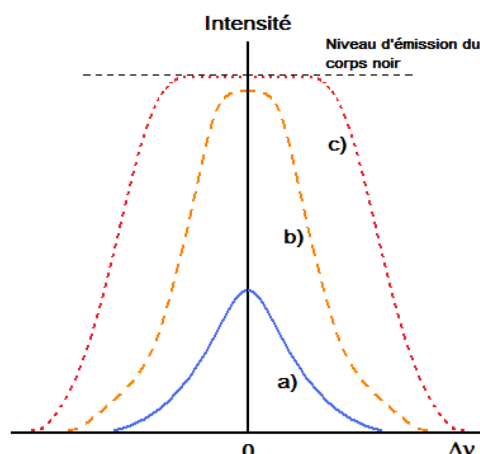 Intensité
Niveau d'émission du
corps noir
c)
b)
a)
0
Δν